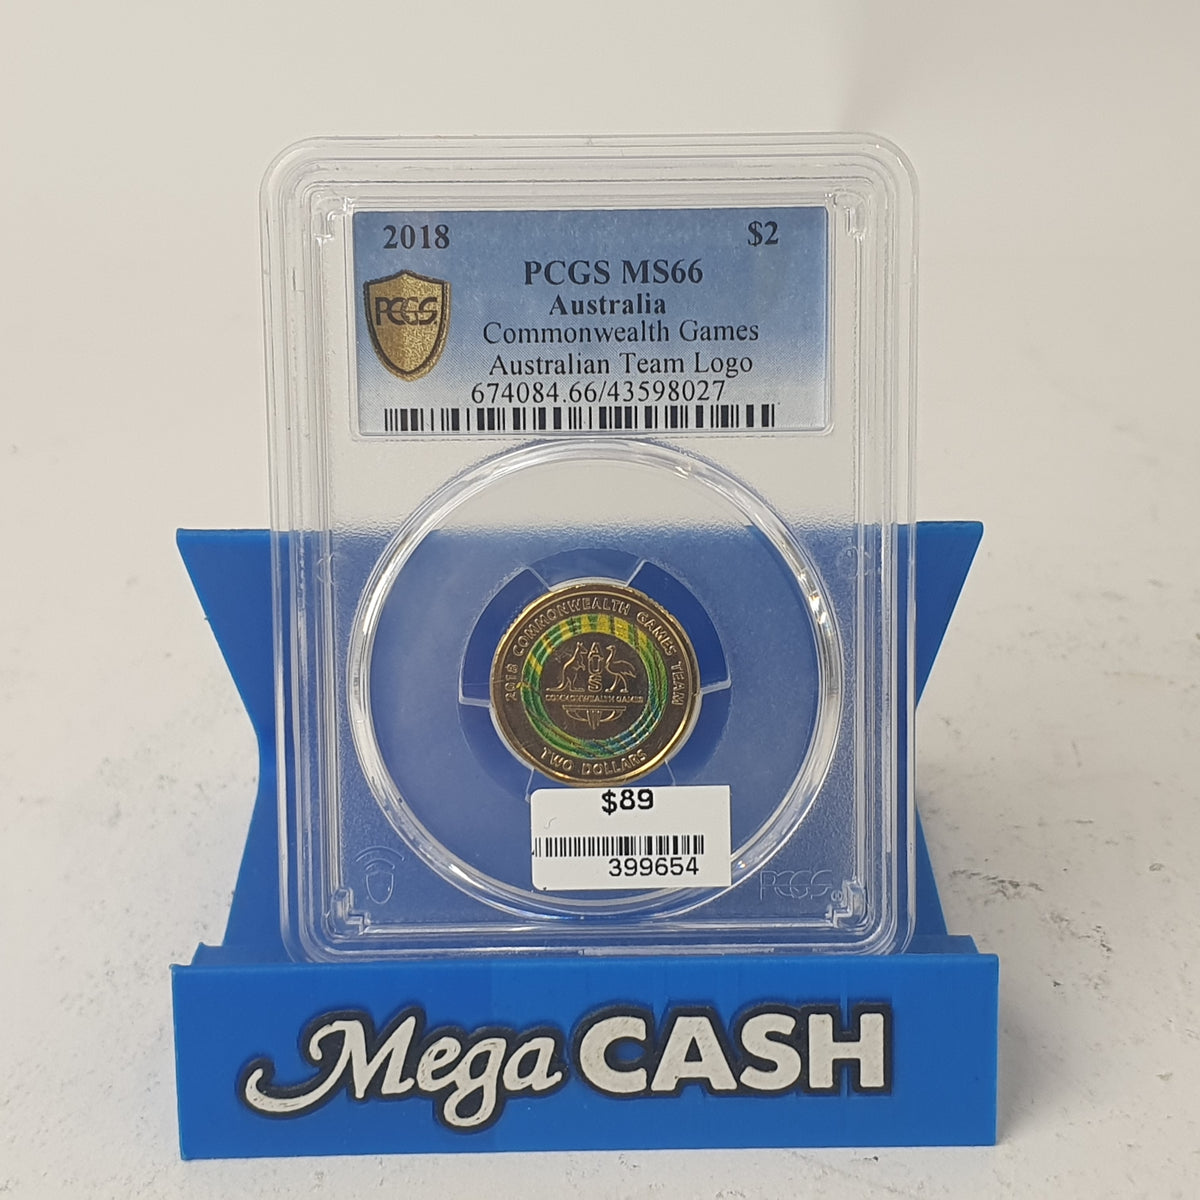 2018 $2
PCGS MS66
PCGS
Australia
Commonwealth Games
Australian Team Logo
674084.66/43598027
2018 COMMONWEALTH GAMES TEAM
AUS
COMMONWEALTH GAMES
TWO DOLLARS
$89
399654
PCGS
Mega CASH